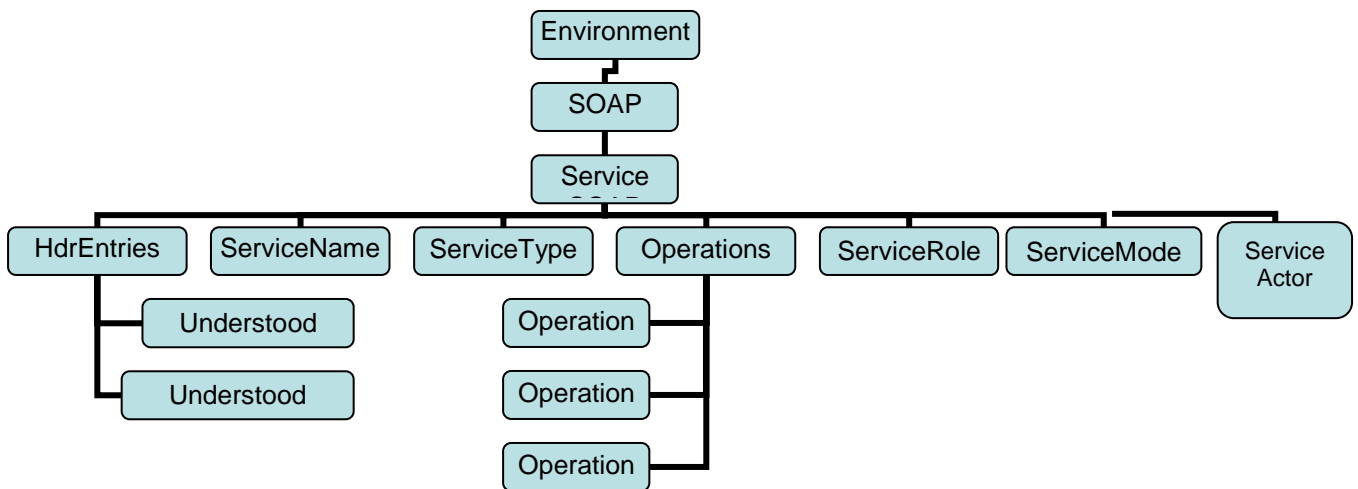 Environment
SOAP
Service
HdrEntries
ServiceName
ServiceType
Operations
ServiceRole
ServiceMode
Service
Actor
Understood
Operation
Understood
Operation
Operation